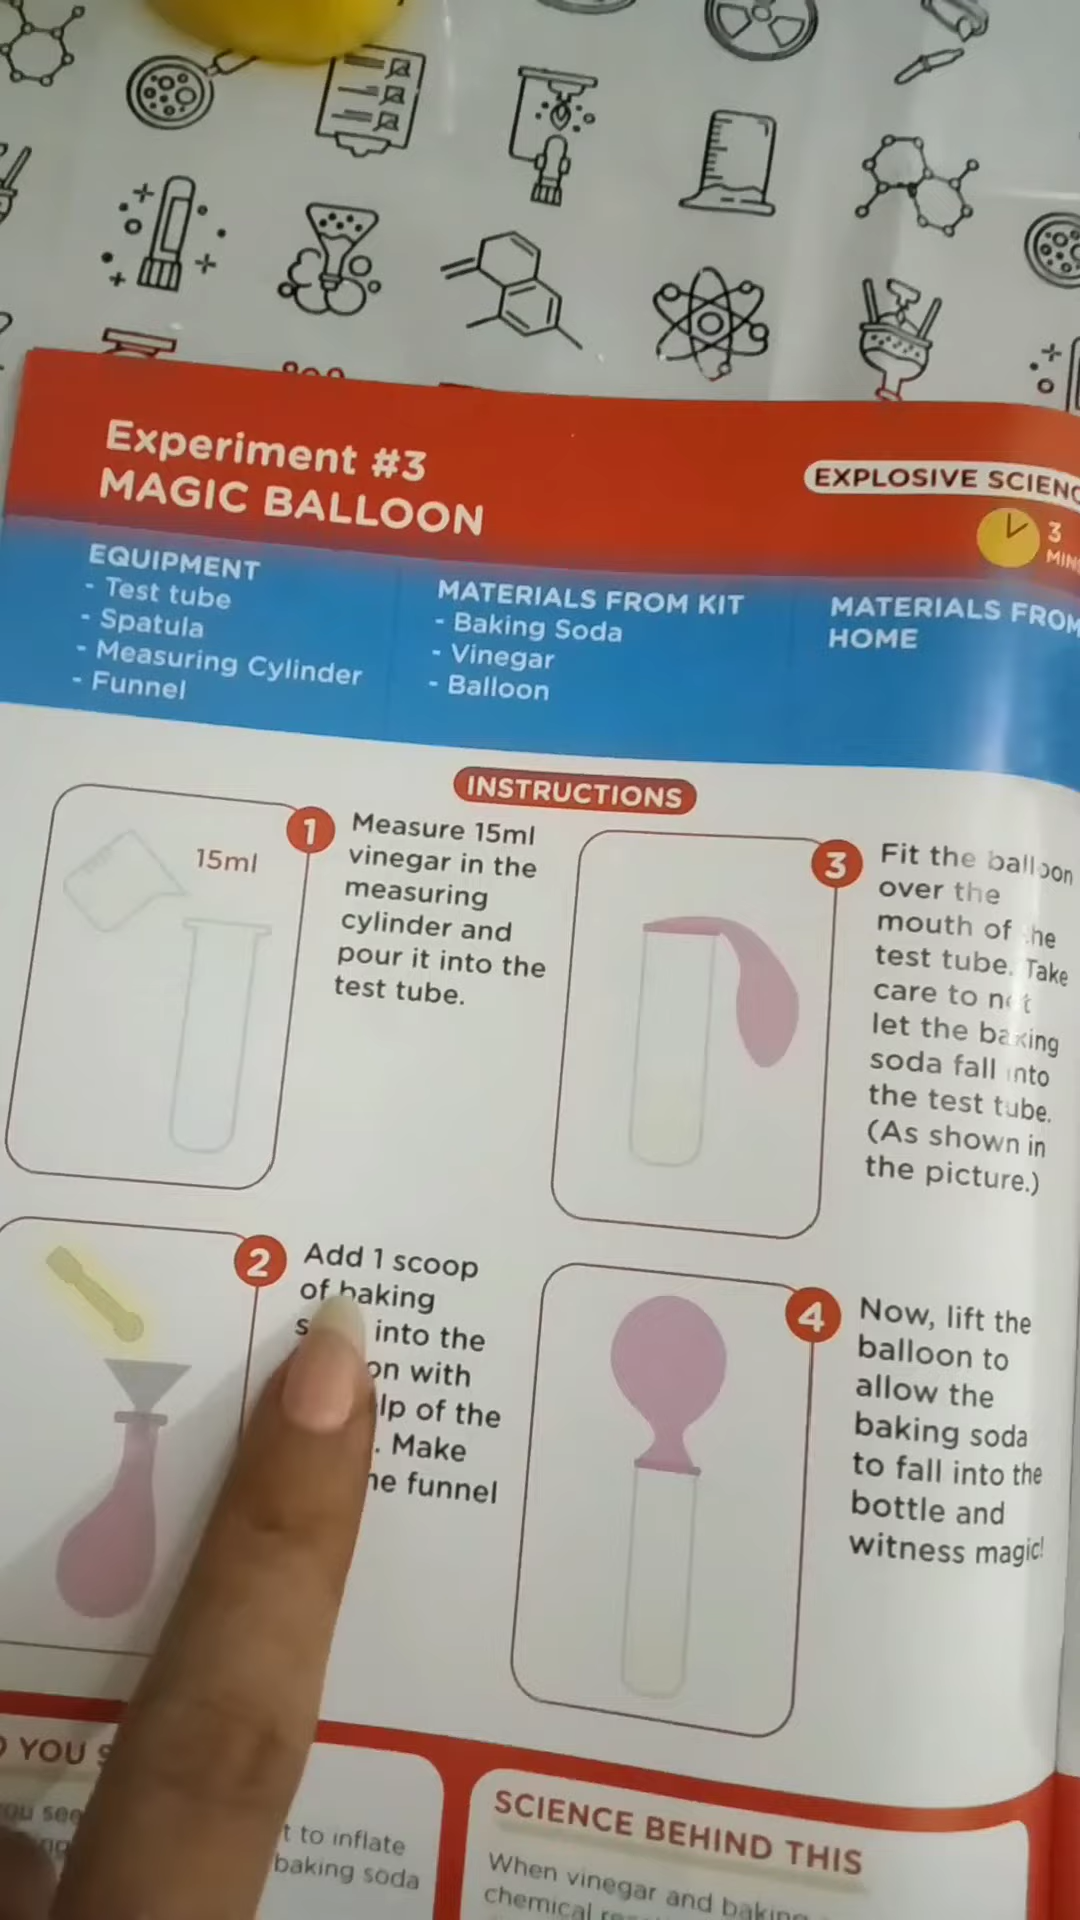 Experiment #3
MAGIC BALLOON
EXPLOSIVE
3
EQUIPMENT
- Test tube
- Spatula
- Measuring Cylinder
- Funnel
MATERIALS FROM KIT
- Baking Soda
- Vinegar
- Balloon
MATERIALS FROM
HOME
INSTRUCTIONS
15ml
1
Measure 15ml
vinegar in the
measuring
cylinder and
pour it into the
test tube.
2
Add 1 scoop
of baking
into the
with
of the
. Make
funnel
3
Fit the balloon
over the
mouth of the
test tube. Take
care to not
let the baking
soda fall into
the test tube.
(As shown in
the picture.)
4
Now, lift the
balloon to
allow the
baking soda
to fall into the
bottle and
witness magic!
YOU
to inflate
baking soda
SCIENCE BEHIND THIS
When vinegar and
chemical